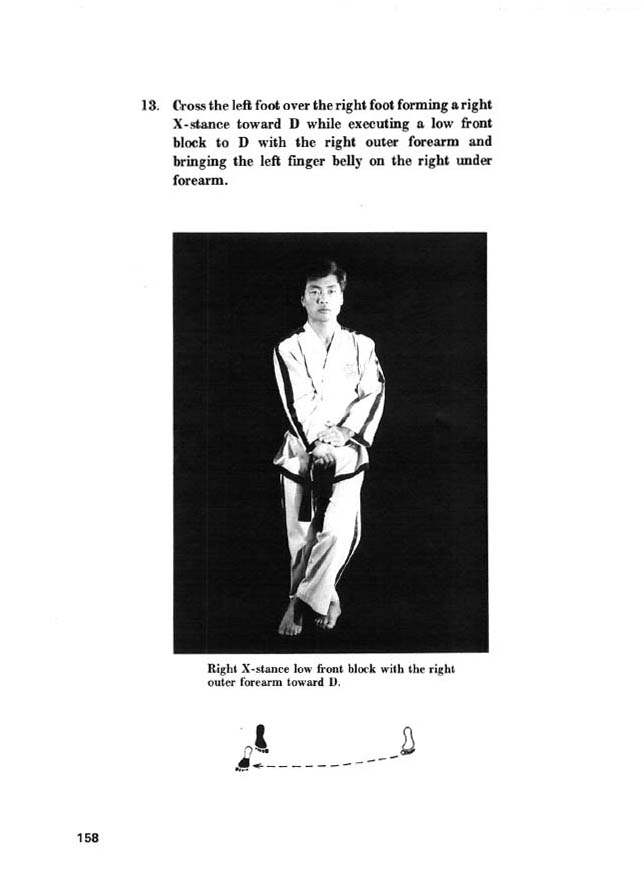 13. Cross the left foot over the right foot forming a right
X-stance toward D while executing a low front
block to D with the right outer forearm and
bringing the left finger belly on the right under
forearm.
Right X-stance low front block with the right
outer forearm toward D.
158